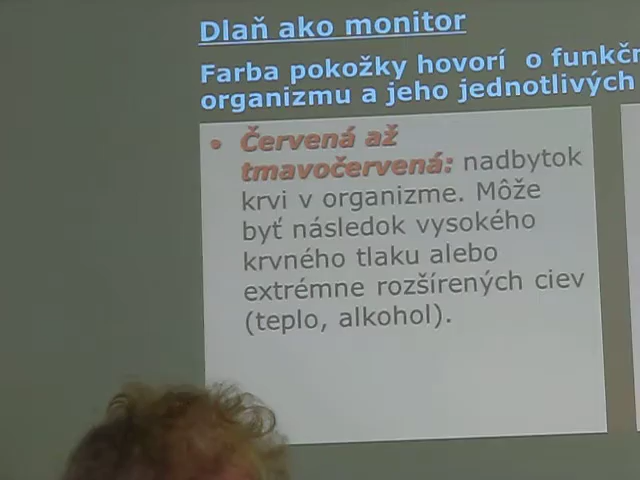 Dlaň ako monitor
Farba pokožky hovorí o
organizmu a jeho jednotlivých
• Červená až
tmavočervená: nadbytok
krvi v organizme. Môže
byť následok vysokého
krvného tlaku alebo
extrémne rozšírených ciev
(teplo, alkohol).